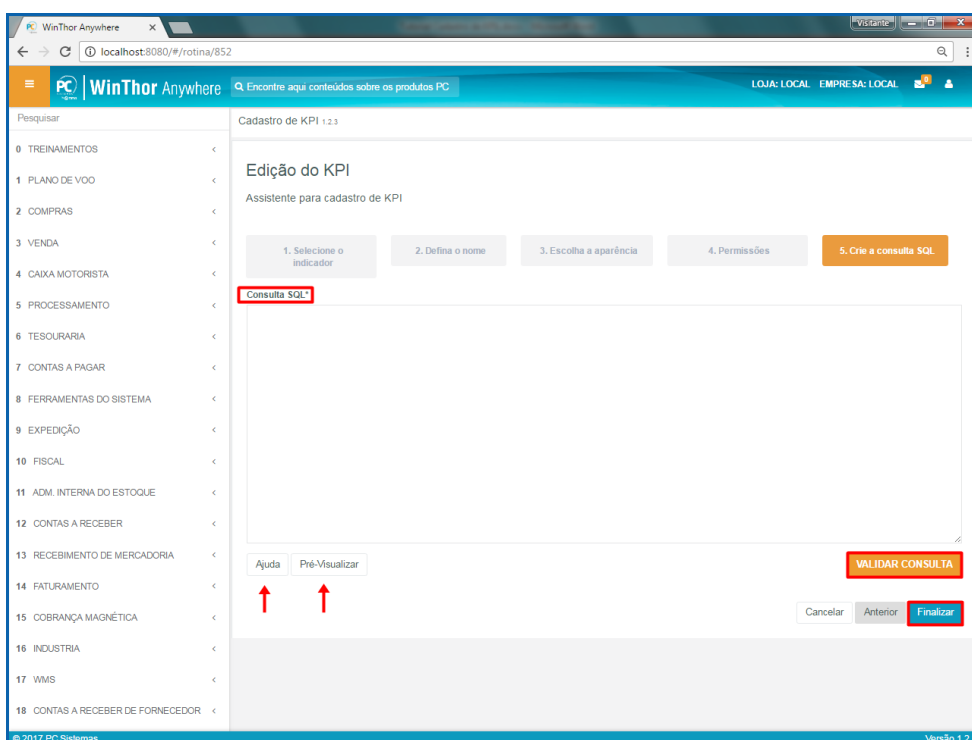 WinThor Anywhere
Visitante
localhost:8080/#/rotina/852
PC | WinThor Anywhere
Encontre aqui conteúdos sobre os produtos PC
LOJA: LOCAL EMPRESA: LOCAL
0
Pesquisar
Cadastro de KPI 1.2.3
0 TREINAMENTOS
1 PLANO DE VOO
2 COMPRAS
3 VENDA
4 CAIXA MOTORISTA
5 PROCESSAMENTO
6 TESOURARIA
7 CONTAS A PAGAR
8 FERRAMENTAS DO SISTEMA
9 EXPEDIÇÃO
10 FISCAL
11 ADM. INTERNA DO ESTOQUE
12 CONTAS A RECEBER
13 RECEBIMENTO DE MERCADORIA
14 FATURAMENTO
15 COBRANÇA MAGNÉTICA
16 INDUSTRIA
17 WMS
18 CONTAS A RECEBER DE FORNECEDOR
Edição do KPI
Assistente para cadastro de KPI
1. Selecione o
indicador
2. Defina o nome
3. Escolha a aparência
4. Permissões
5. Crie a consulta SQL
Consulta SQL*
Ajuda
Pré-Visualizar
VALIDAR CONSULTA
Cancelar
Anterior
Finalizar
© 2017 PC Sistemas
Versão 1.2